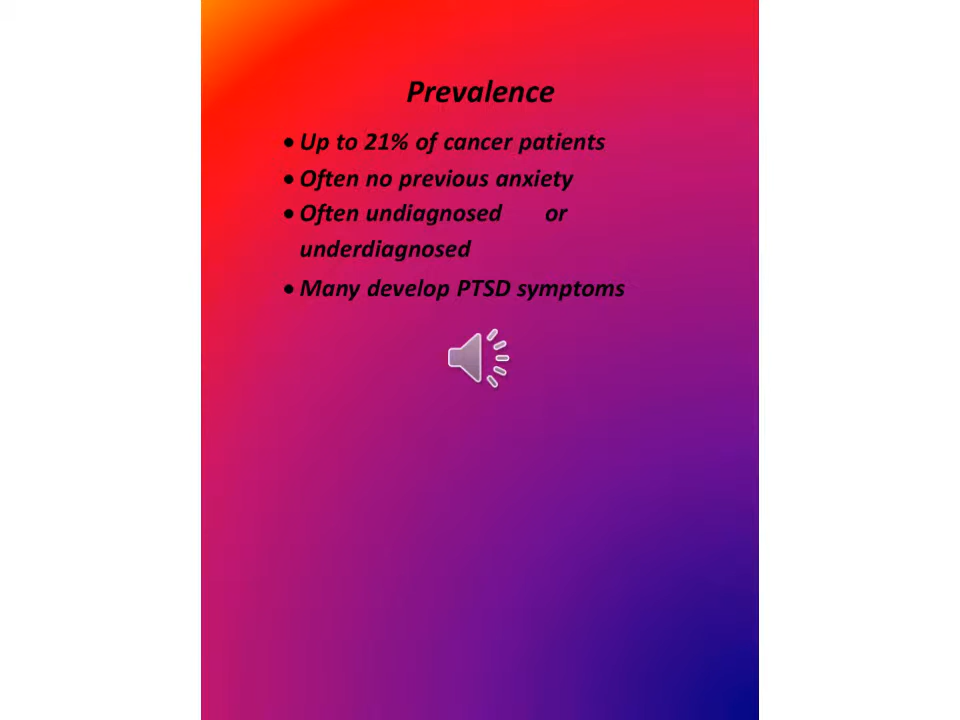 Prevalence
• Up to 21% of cancer patients
• Often no previous anxiety
• Often undiagnosed or
underdiagnosed
• Many develop PTSD symptoms